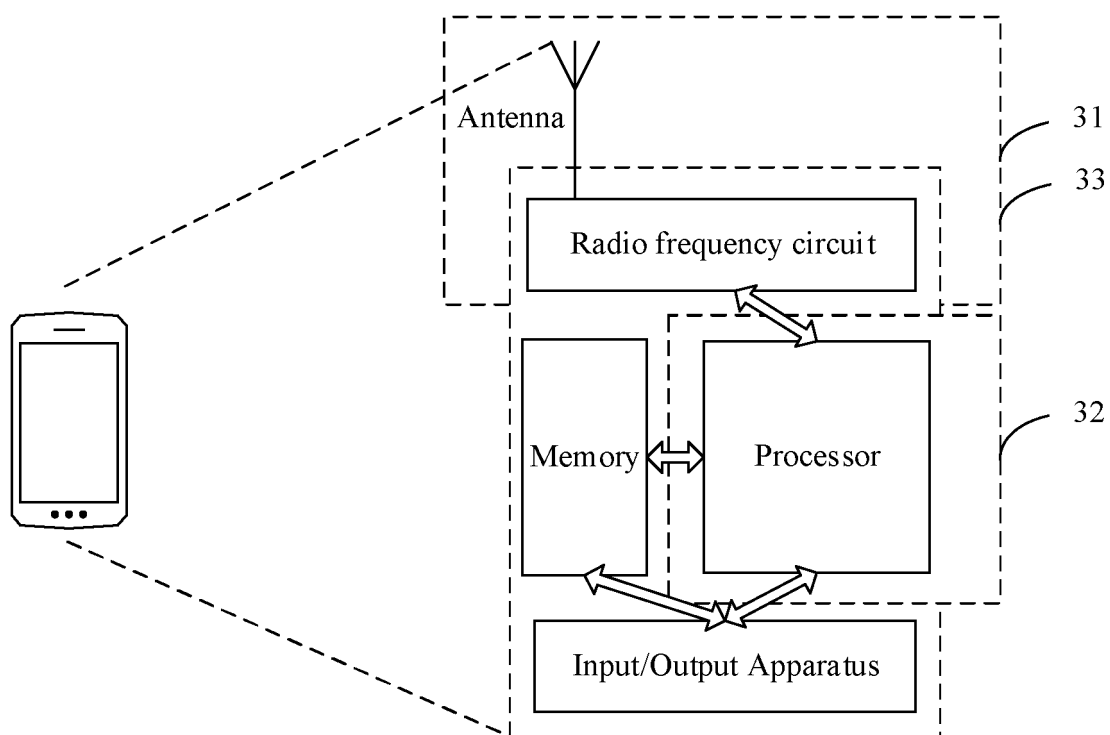 31
Antenna
33
Radio frequency circuit
32
Memory
Processor
Input/Output Apparatus